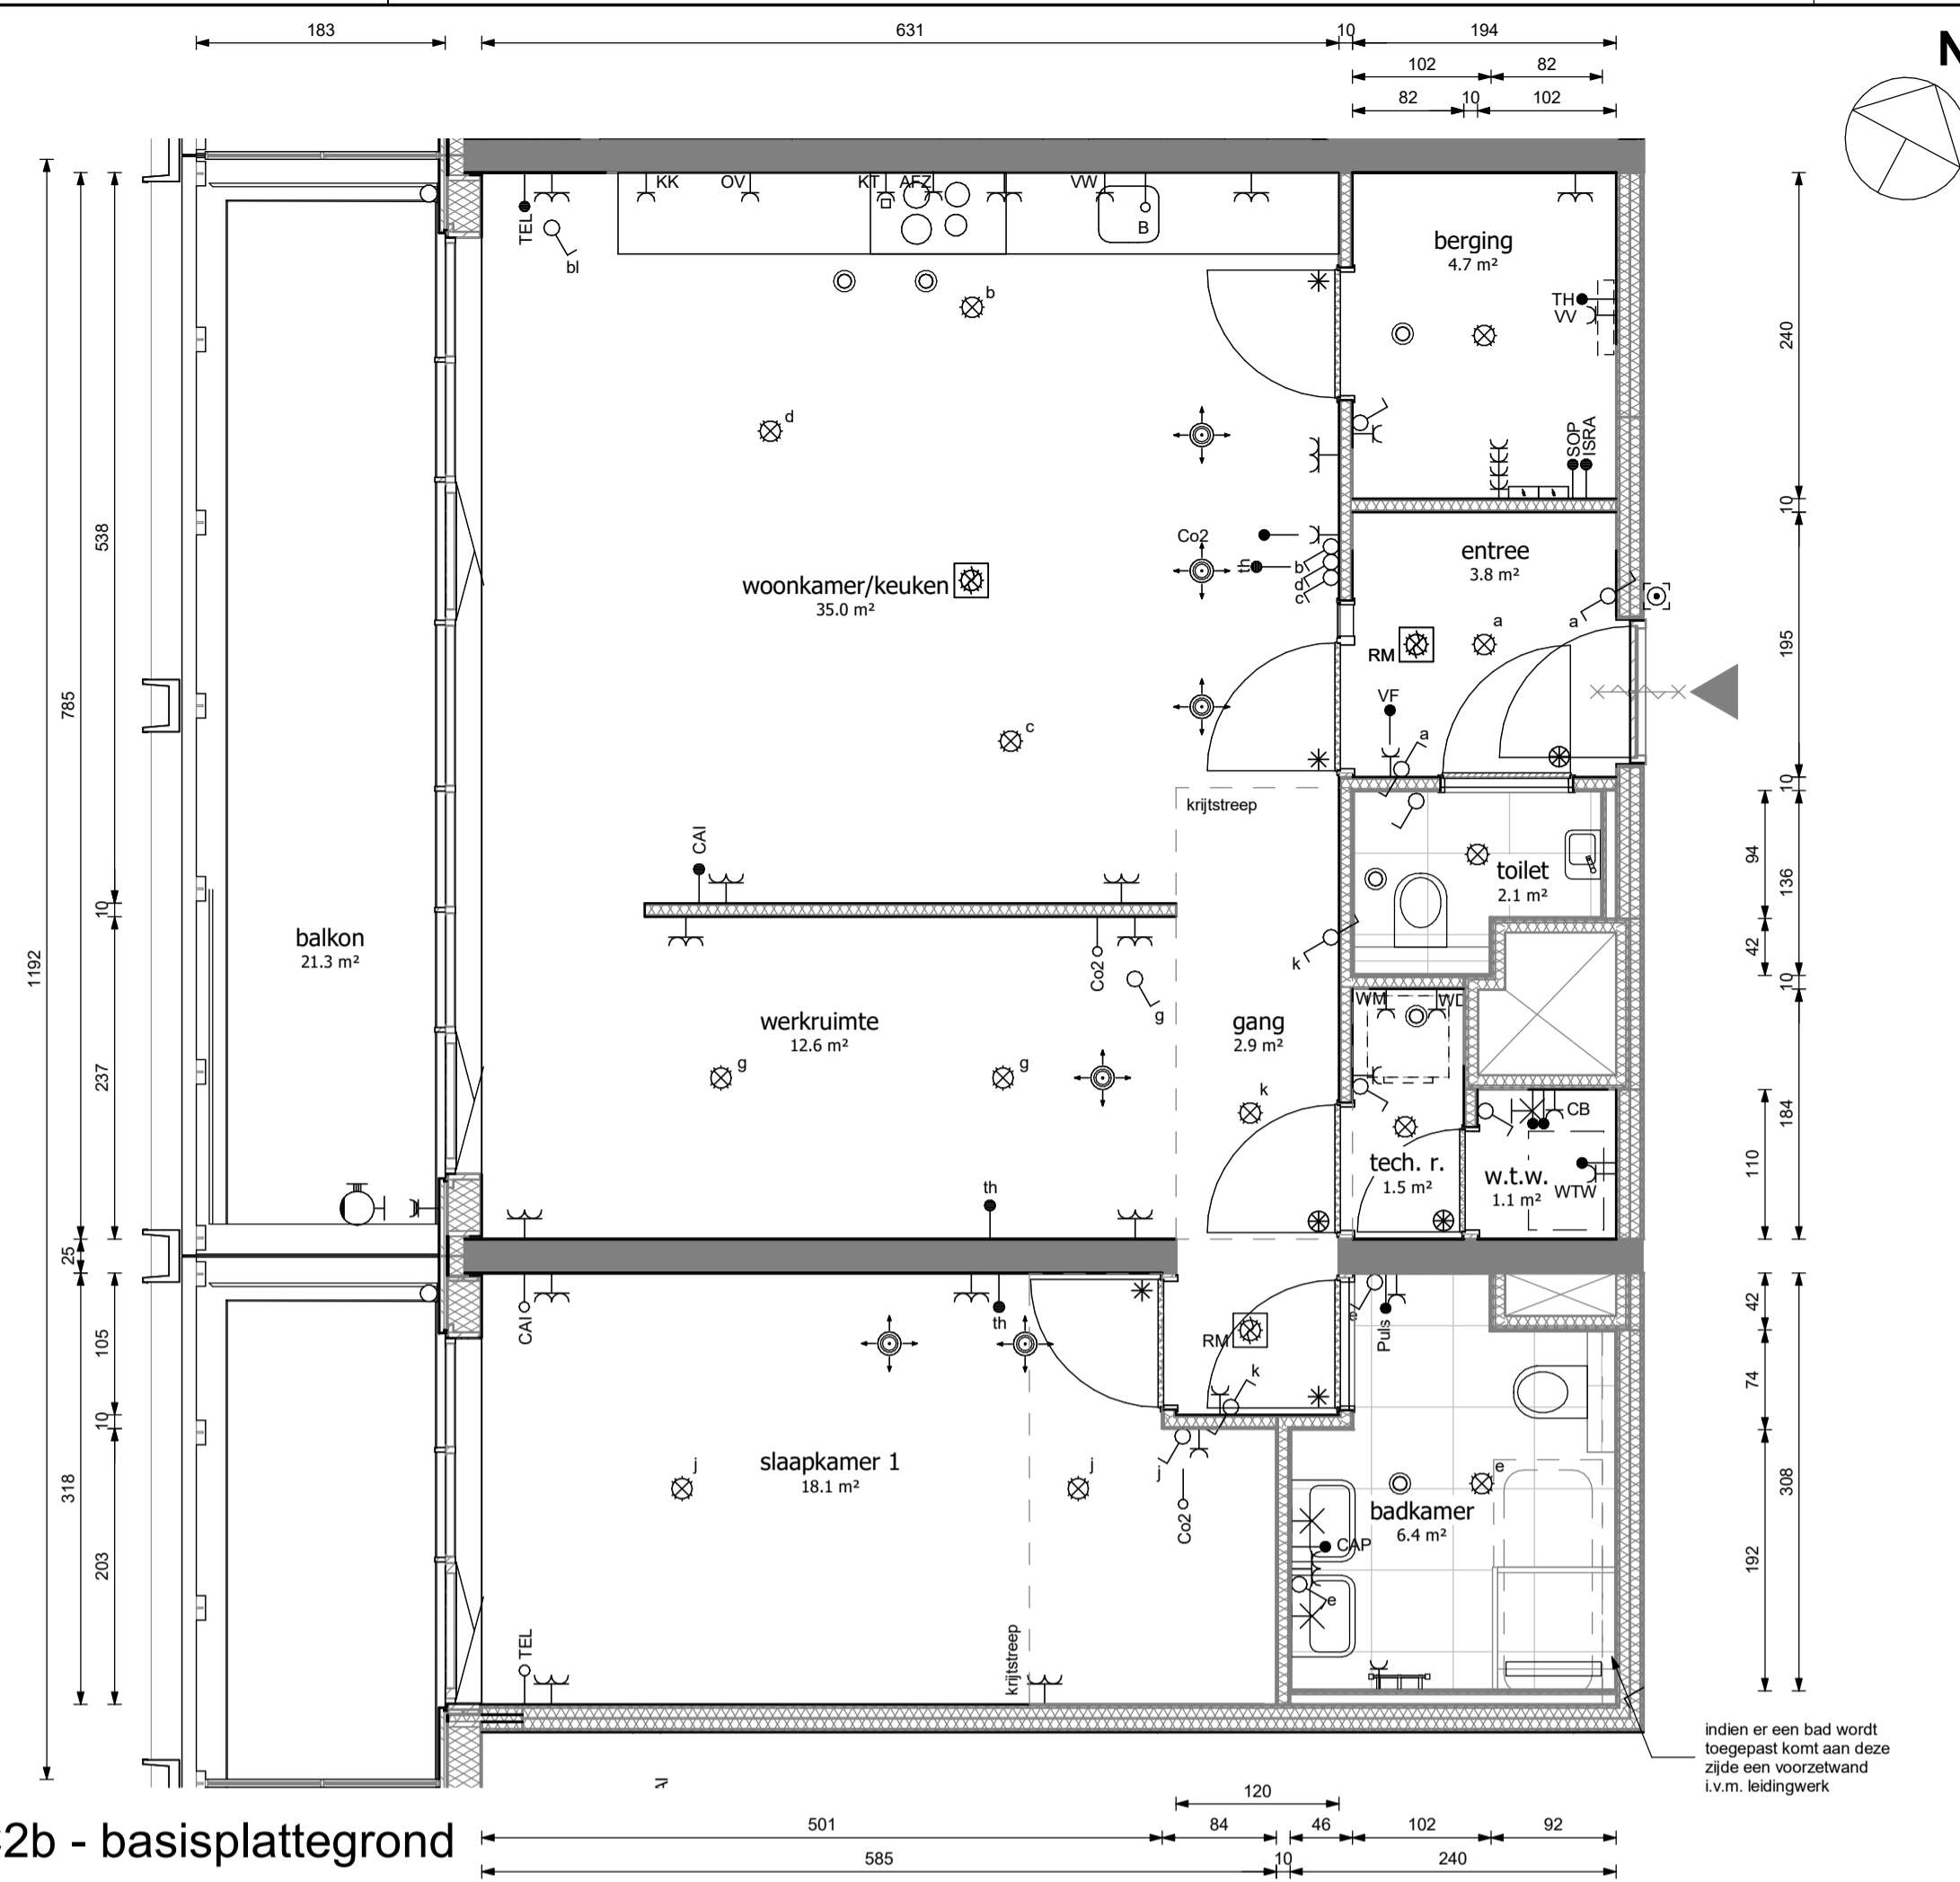 183
631
10
194
N
102
82
82
10
102
KK
OV
KT
AFZ
VW
TEL
bl
B
b
berging
4.7 m²
TH
VV
240
d
SOP
ISRA
10
538
Co2
th
b
d
c
entree
3.8 m²
a
a
woonkamer/keuken
35.0 m²
RM
195
785
VF
a
c
10
krijtstreep
CAI
94
136
toilet
2.1 m²
10
balkon
21.3 m²
1192
k
42
Co2
10
WM
WD
g
werkruimte
12.6 m²
gang
2.9 m²
237
g
g
k
CB
184
tech. r.
1.5 m²
w.t.w.
1.1 m²
WTW
110
th
25
CAI
th
RM
e
Puls
42
105
k
74
10
j
slaapkamer 1
18.1 m²
j
j
Co2
e
badkamer
6.4 m²
CAP
e
318
308
203
192
TEL
krijtstreep
indien er een bad wordt
toegepast komt aan deze
zijde een voorzetwand
i.v.m. leidingwerk
120
2b - basisplattegrond
501
84
46
102
92
585
10
240